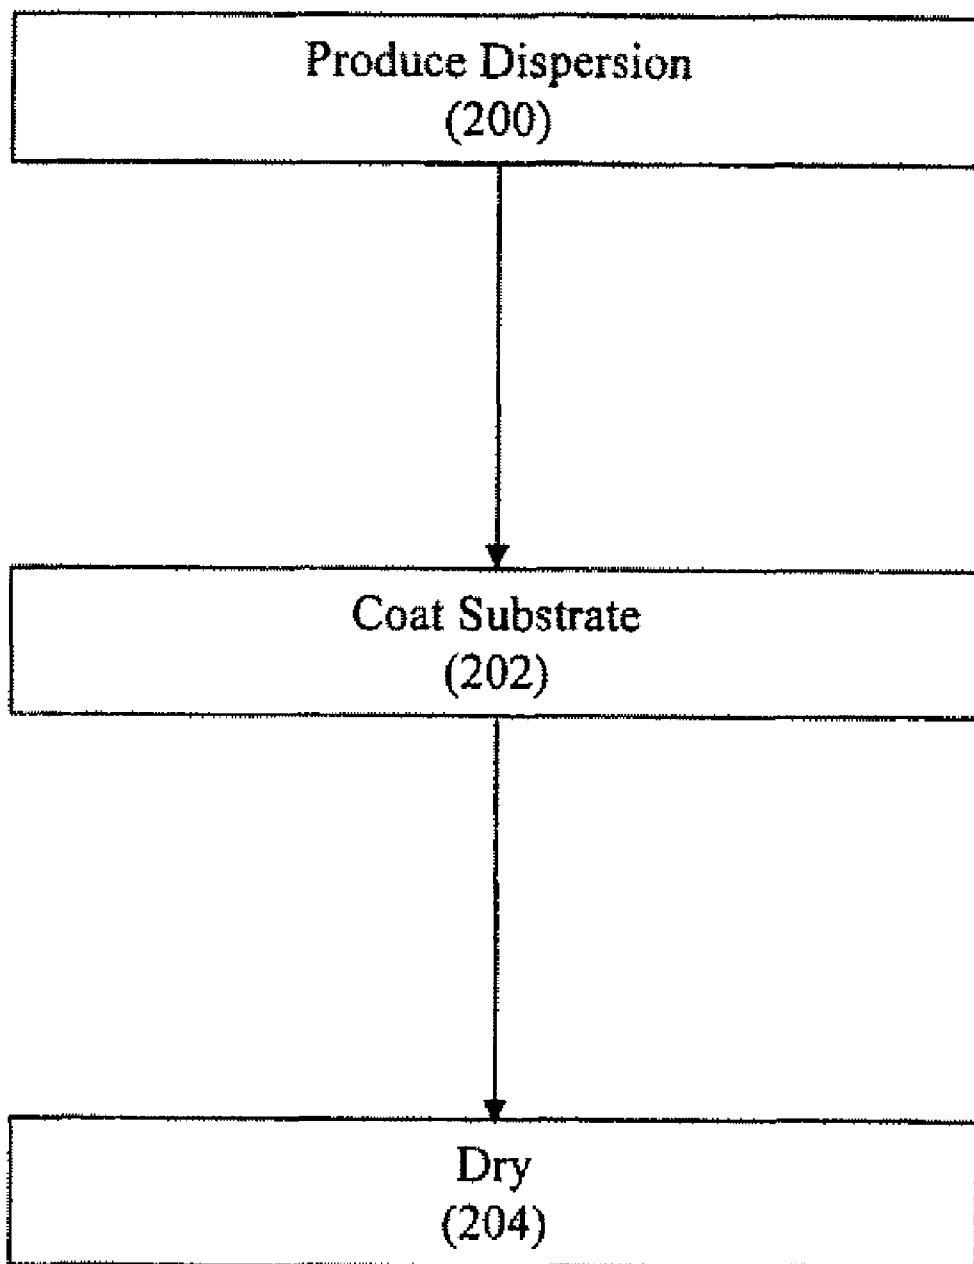 Produce Dispersion
(200)
Coat Substrate
(202)
Dry
(204)